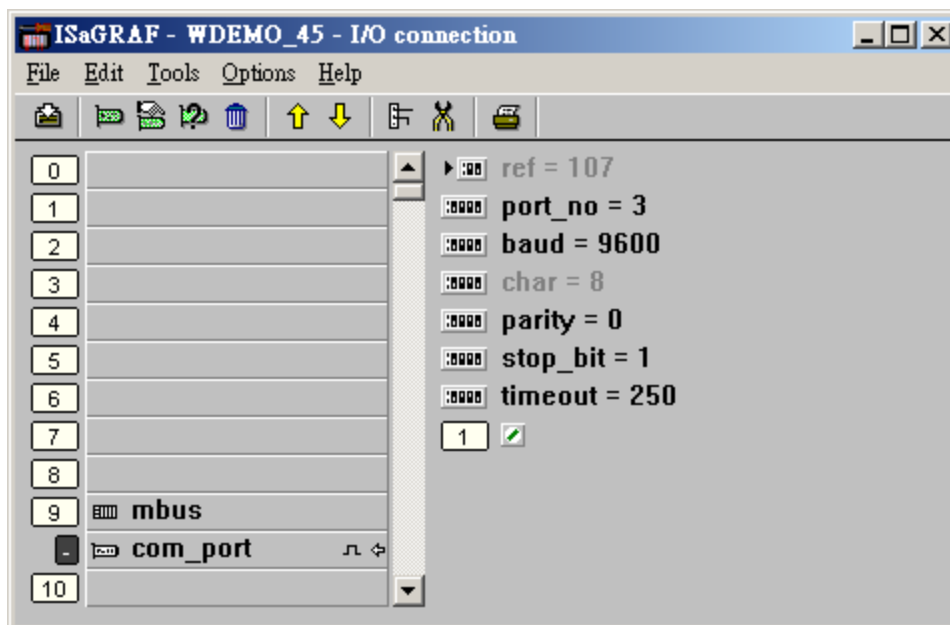 ISaGRAF - WDEMO_45 - I/O connection
File Edit Tools Options Help
0
1
2
3
4
5
6
7
8
9 mbus
- com_port
10
ref = 107
port_no = 3
baud = 9600
char = 8
parity = 0
stop_bit = 1
timeout = 250
1